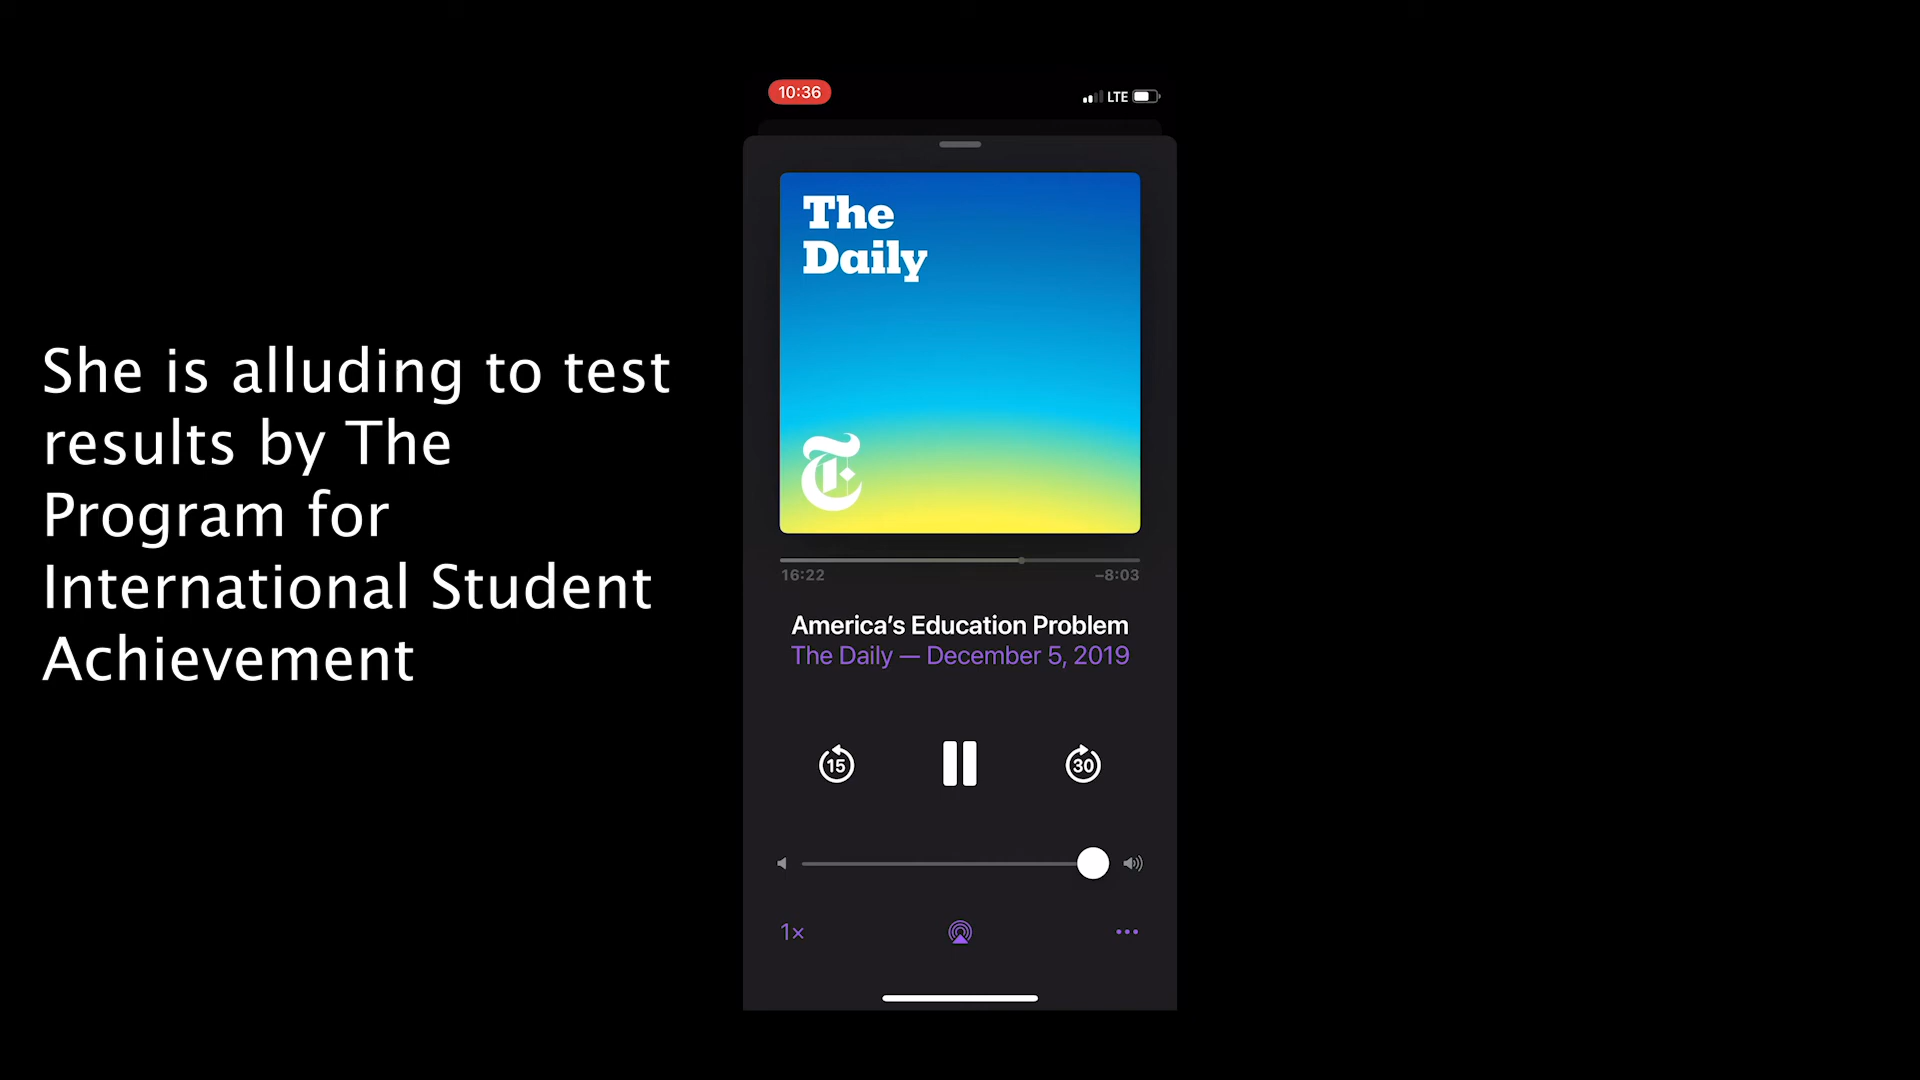 She is alluding to test
results by The
Program for
International Student
Achievement
10:36
LTE
The
Daily
T
16:22
–8:03
America's Education Problem
The Daily — December 5, 2019
15
30
1×